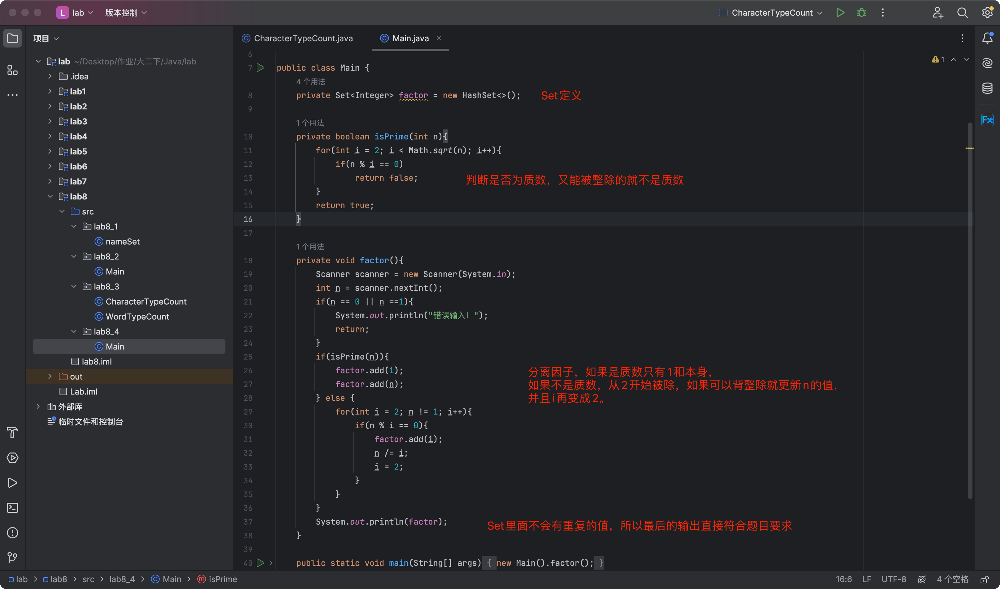 L lab 版本控制
CharacterTypeCount
项目
lab ~/Desktop/作业/大二下/Java/lab
.idea
lab1
lab2
lab3
lab4
lab5
lab6
lab7
lab8
src
lab8_1
nameSet
lab8_2
Main
lab8_3
CharacterTypeCount
WordTypeCount
lab8_4
Main
lab8.iml
out
Lab.iml
外部库
临时文件和控制台
CharacterTypeCount.java Main.java
1
6
7 public class Main {
4 个用法
8 private Set<Integer> factor = new HashSet<>(); Set定义
9
1 个用法
10 private boolean isPrime(int n){
11 for(int i = 2; i < Math.sqrt(n); i++){
12 if(n % i == 0)
13 return false; 判断是否为质数，又能被整除的就不是质数
14 }
15 return true;
16 }
17
1 个用法
18 private void factor(){
19 Scanner scanner = new Scanner(System.in);
20 int n = scanner.nextInt();
21 if(n == 0 || n ==1){
22 System.out.println("错误输入！");
23 return;
24 }
25 if(isPrime(n)){
26 factor.add(1); 分离因子，如果是质数只有1和本身，
27 factor.add(n); 如果不是质数，从2开始被除，如果可以背整除就更新n的值，
28 } else { 并且i再变成2。
29 for(int i = 2; n != 1; i++){
30 if(n % i == 0){
31 factor.add(i);
32 n /= i;
33 i = 2;
34 }
35 }
36 }
37 System.out.println(factor); Set里面不会有重复的值，所以最后的输出直接符合题目要求
38 }
39
40 public static void main(String[] args) { new Main().factor(); }
lab > lab8 > src > lab8_4 > Main > isPrime
16:6 LF UTF-8 4 个空格